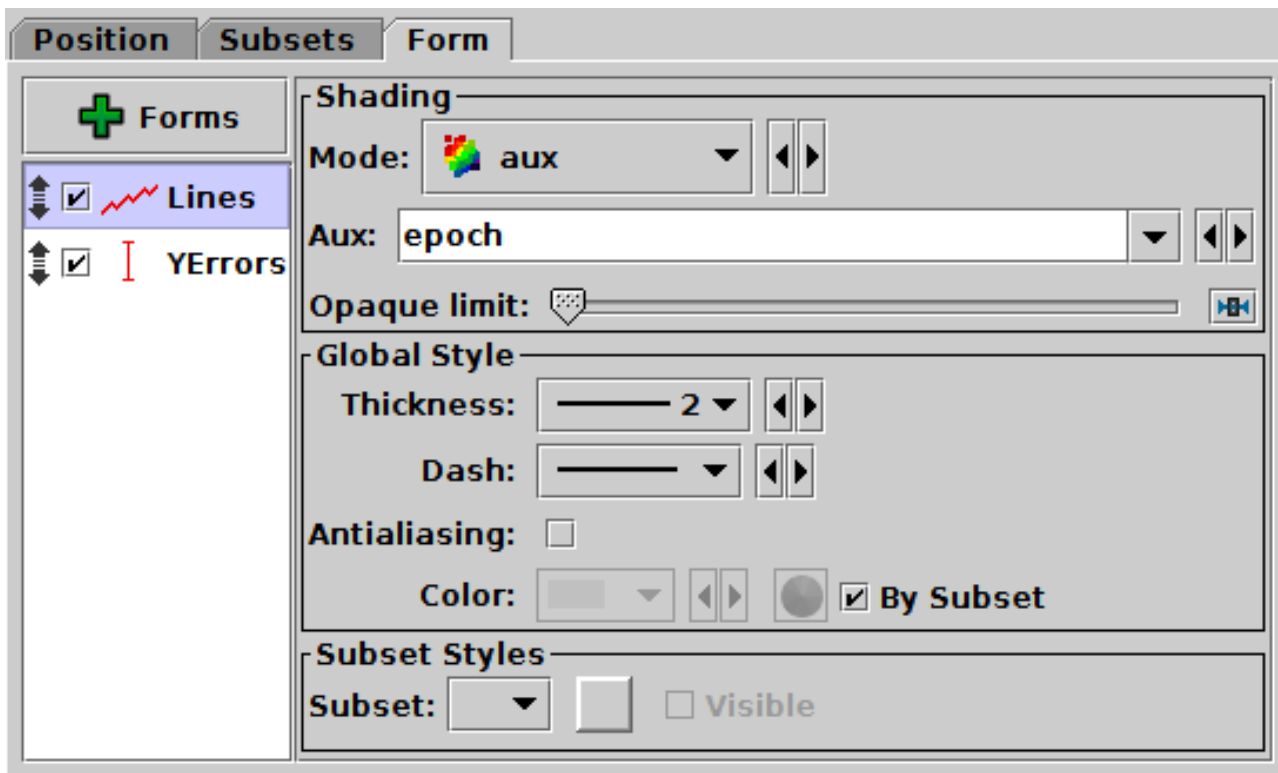 Position Subsets Form
Forms
Lines
YErrors
Shading
Mode: aux
Aux: epoch
Opaque limit:
Global Style
Thickness: 2
Dash:
Antialiasing:
Color: By Subset
Subset Styles
Subset: Visible